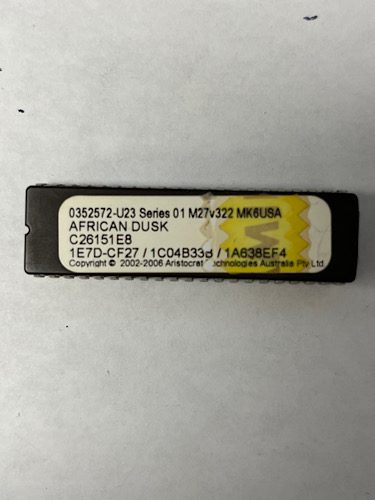 0352572-U23 Series 01 M27v322 MK6USA
AFRICAN DUSK
C26151E8
1E7D-CF27 / 1C04B33B / 1A638EF4
Copyright © 2002-2006 Aristocrat Technologies Australia Pty Ltd